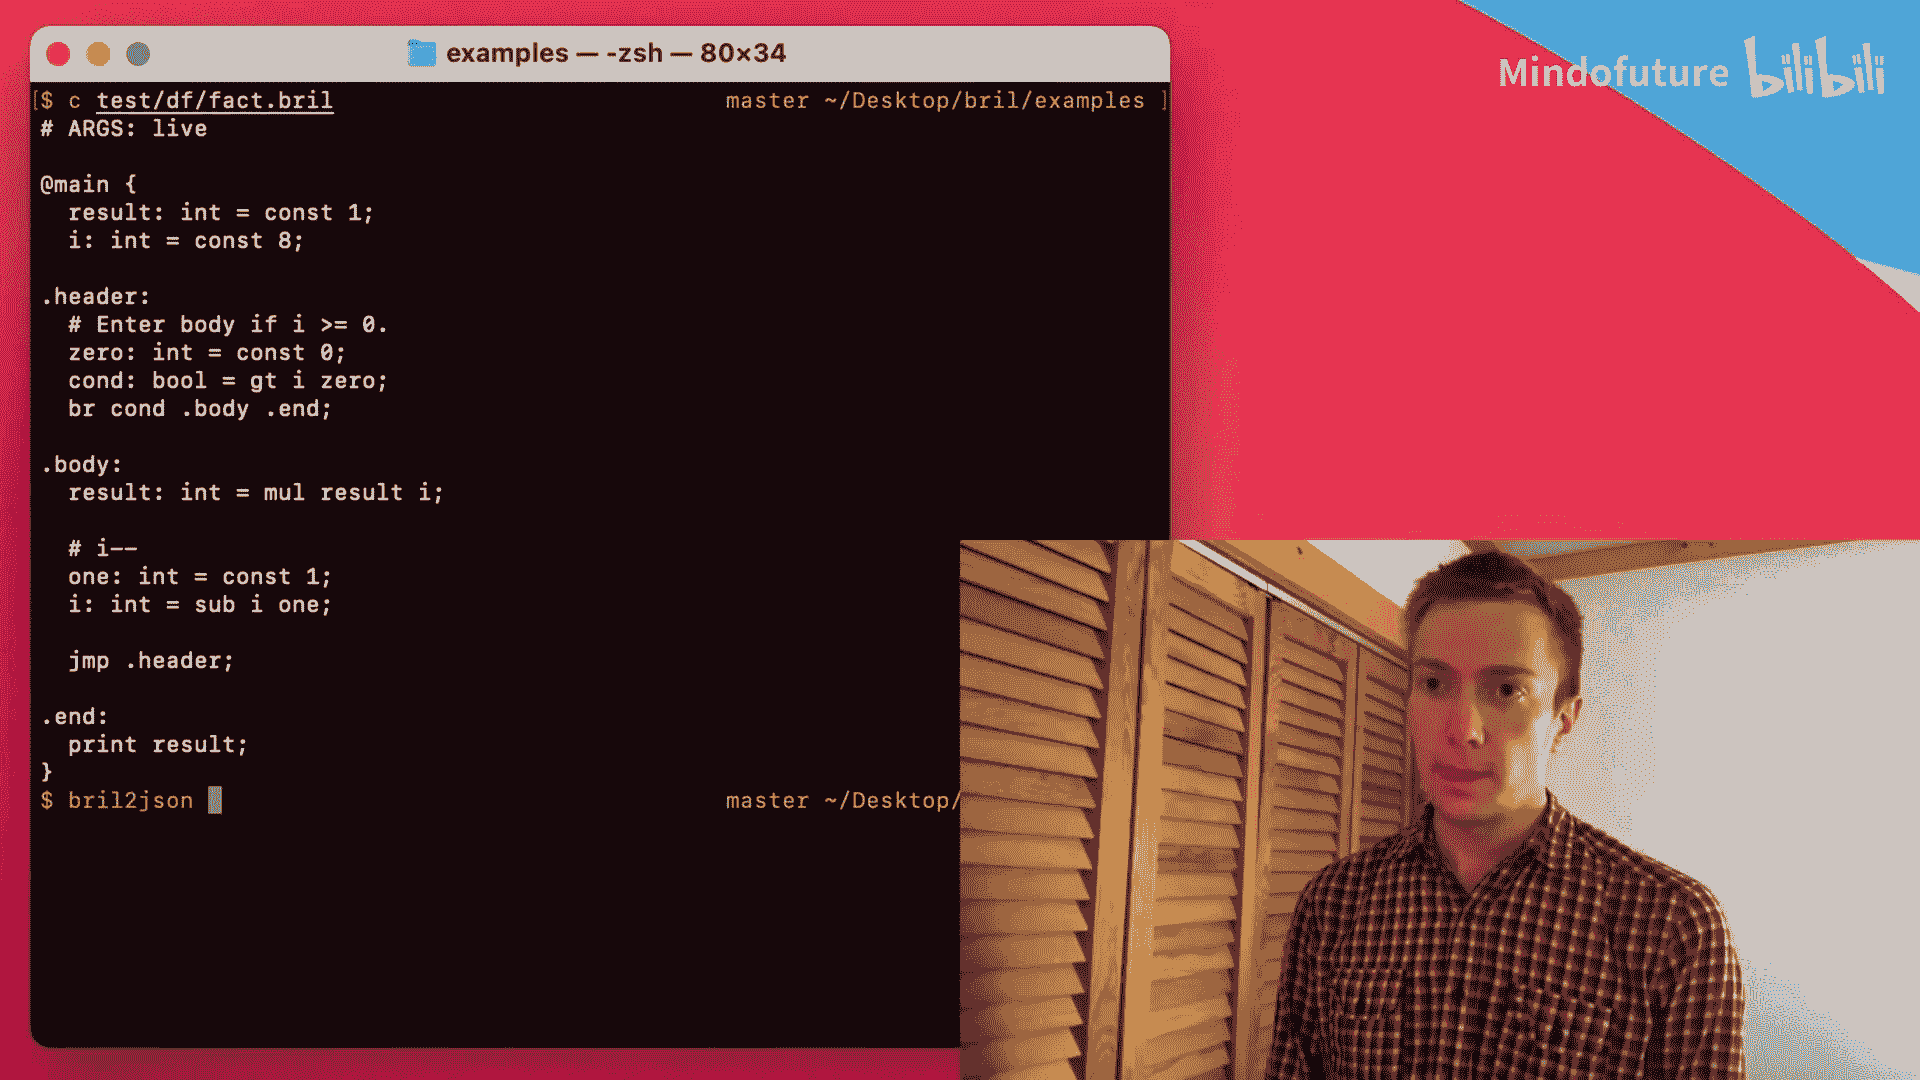 examples — -zsh — 80×34
Mindofuture bilibili
[$ c test/df/fact.bril master ~/Desktop/bril/examples ]
# ARGS: live
@main {
result: int = const 1;
i: int = const 8;
.header:
# Enter body if i >= 0.
zero: int = const 0;
cond: bool = gt i zero;
br cond .body .end;
.body:
result: int = mul result i;
# i--
one: int = const 1;
i: int = sub i one;
jmp .header;
.end:
print result;
}
$ bril2json master ~/Desktop/